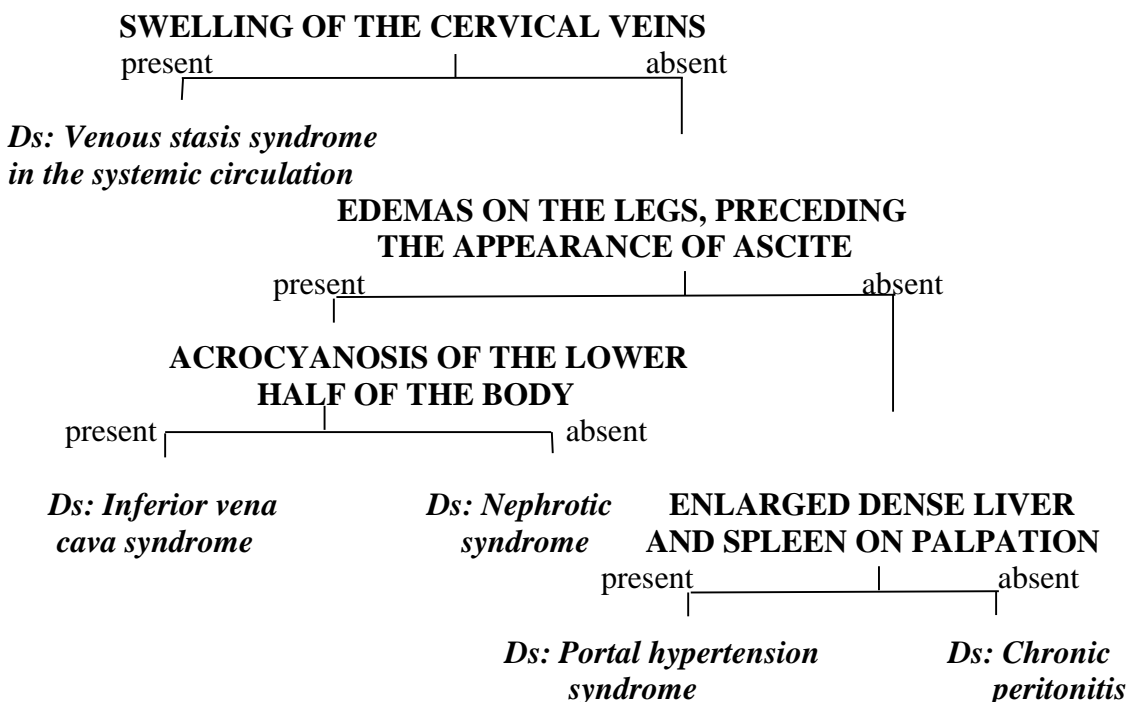 SWELLING OF THE CERVICAL VEINS
present absent
Ds: Venous stasis syndrome
in the systemic circulation
EDEMAS ON THE LEGS, PRECEDING
THE APPEARANCE OF ASCITE
present absent
ACROCYANOSIS OF THE LOWER
HALF OF THE BODY
present absent
Ds: Inferior vena
cava syndrome
Ds: Nephrotic
syndrome
ENLARGED DENSE LIVER
AND SPLEEN ON PALPATION
present absent
Ds: Portal hypertension
syndrome
Ds: Chronic
peritonitis